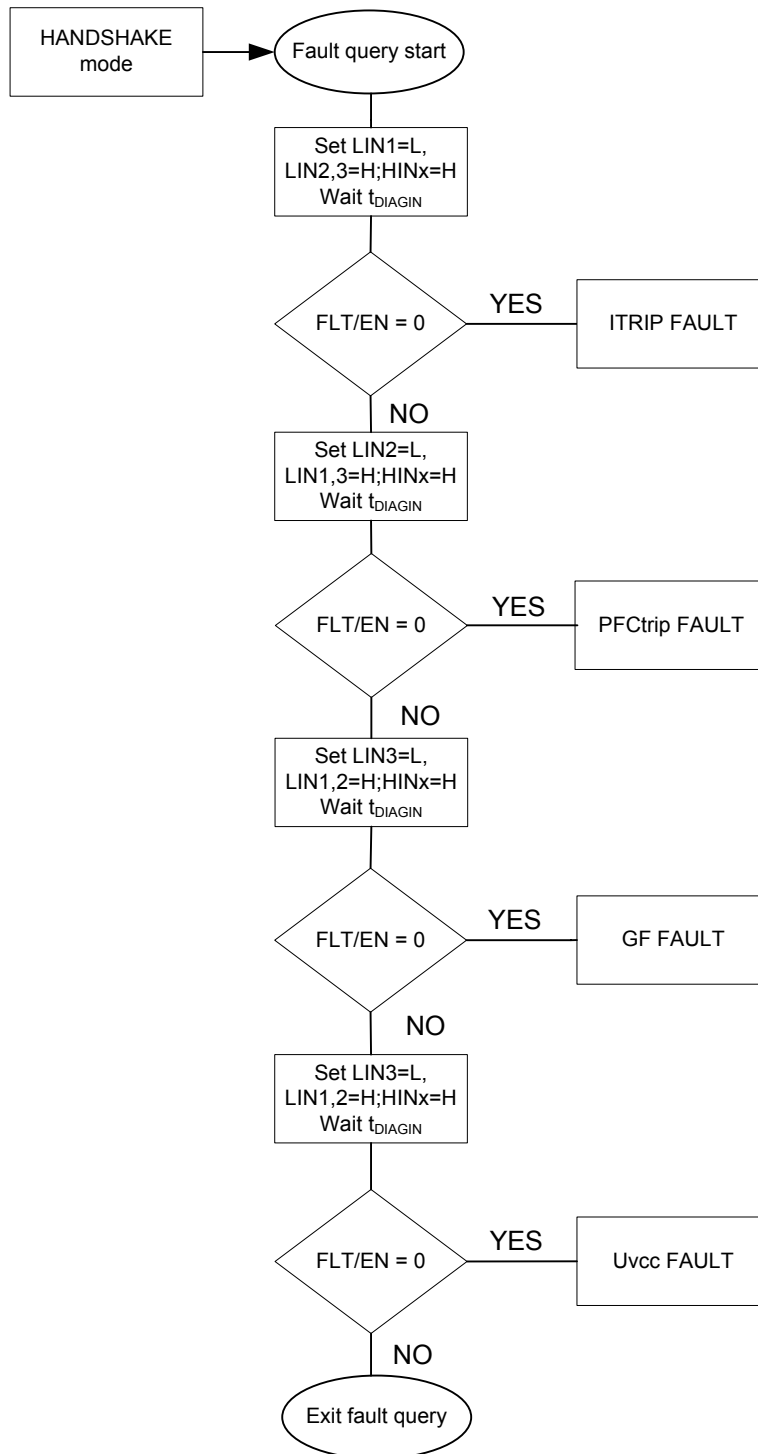 HANDSHAKE
mode
Fault query start
Set LIN1=L,
LIN2,3=H;HINx=H
Wait tDIAGIN
FLT/EN = 0
YES
ITRIP FAULT
NO
Set LIN2=L,
LIN1,3=H;HINx=H
Wait tDIAGIN
FLT/EN = 0
YES
PFCtrip FAULT
NO
Set LIN3=L,
LIN1,2=H;HINx=H
Wait tDIAGIN
FLT/EN = 0
YES
GF FAULT
NO
Set LIN3=L,
LIN1,2=H;HINx=H
Wait tDIAGIN
FLT/EN = 0
YES
Uvcc FAULT
NO
Exit fault query